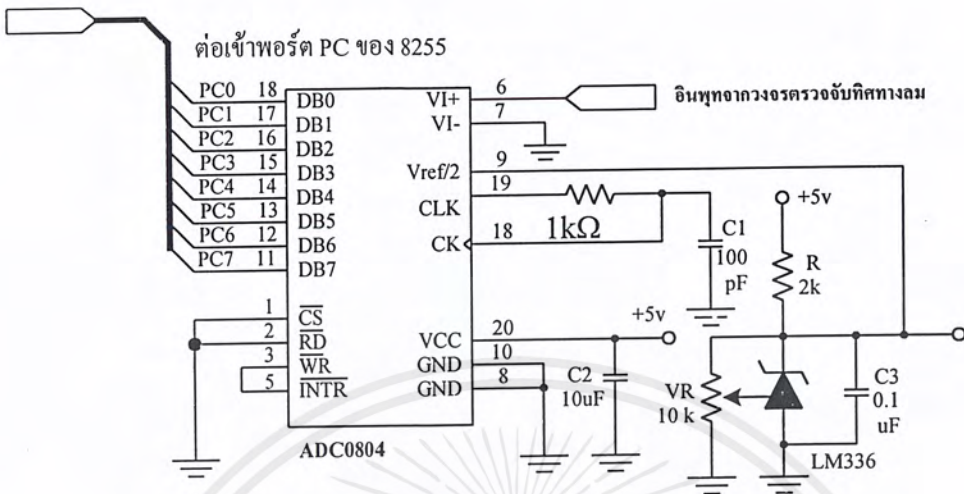 ต่อเข้าพอร์ต PC ของ 8255
PC0 18 DB0
PC1 17 DB1
PC2 16 DB2
PC3 15 DB3
PC4 14 DB4
PC5 13 DB5
PC6 12 DB6
PC7 11 DB7
1 CS
2 RD
3 WR
5 INTR
VI+ 6
VI- 7
Vref/2 9
CLK 19
CK 18
VCC 20
GND 10
GND 8
ADC0804
อินพุทจากวงจรตรวจจับทิศทางลม
1kΩ
C1
100
pF
+5v
R
2k
+5v
C2
10uF
VR
10 k
C3
0.1
uF
LM336